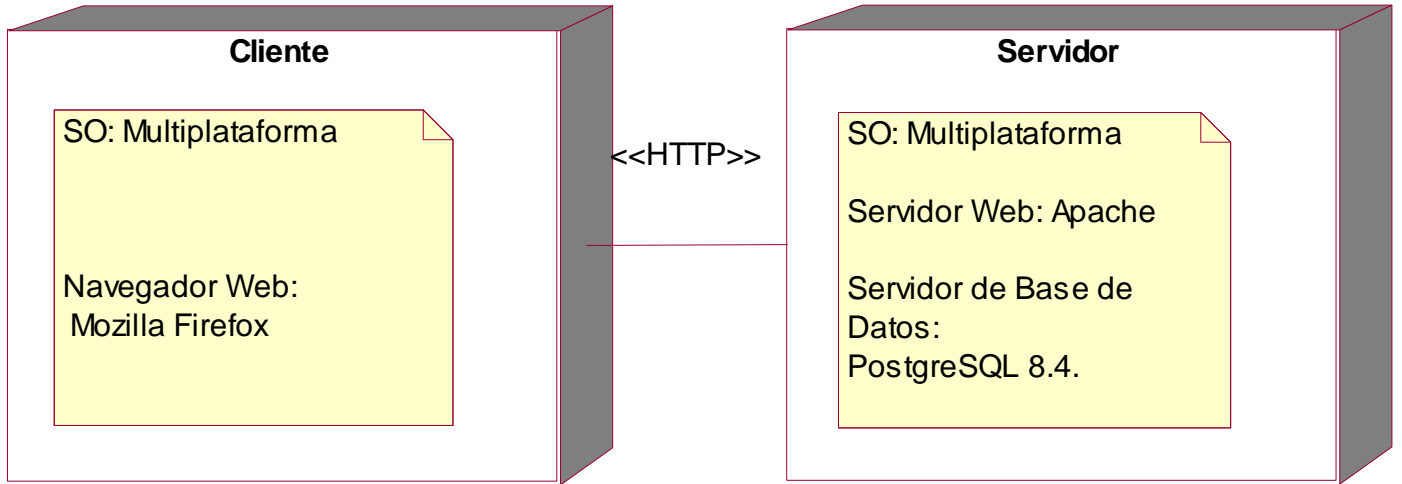 Cliente
SO: Multiplataforma
Navegador Web:
Mozilla Firefox
<<HTTP>>
Servidor
SO: Multiplataforma
Servidor Web: Apache
Servidor de Base de
Datos:
PostgreSQL 8.4.